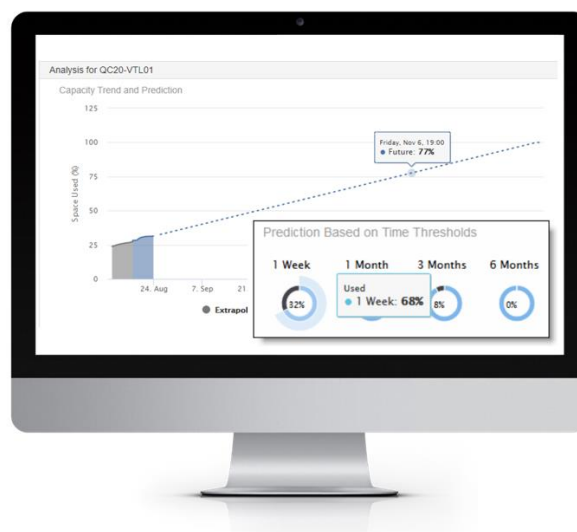 Analysis for QC20-VTL01
Capacity Trend and Prediction
125
100
75
50
25
0
Space Used (%)
Friday, Nov 6, 19:00
● Future: 77%
24. Aug
7. Sep
21
● Extrapol
Prediction Based on Time Thresholds
1 Week
1 Month
3 Months
6 Months
32%
Used
● 1 Week: 68%
8%
0%